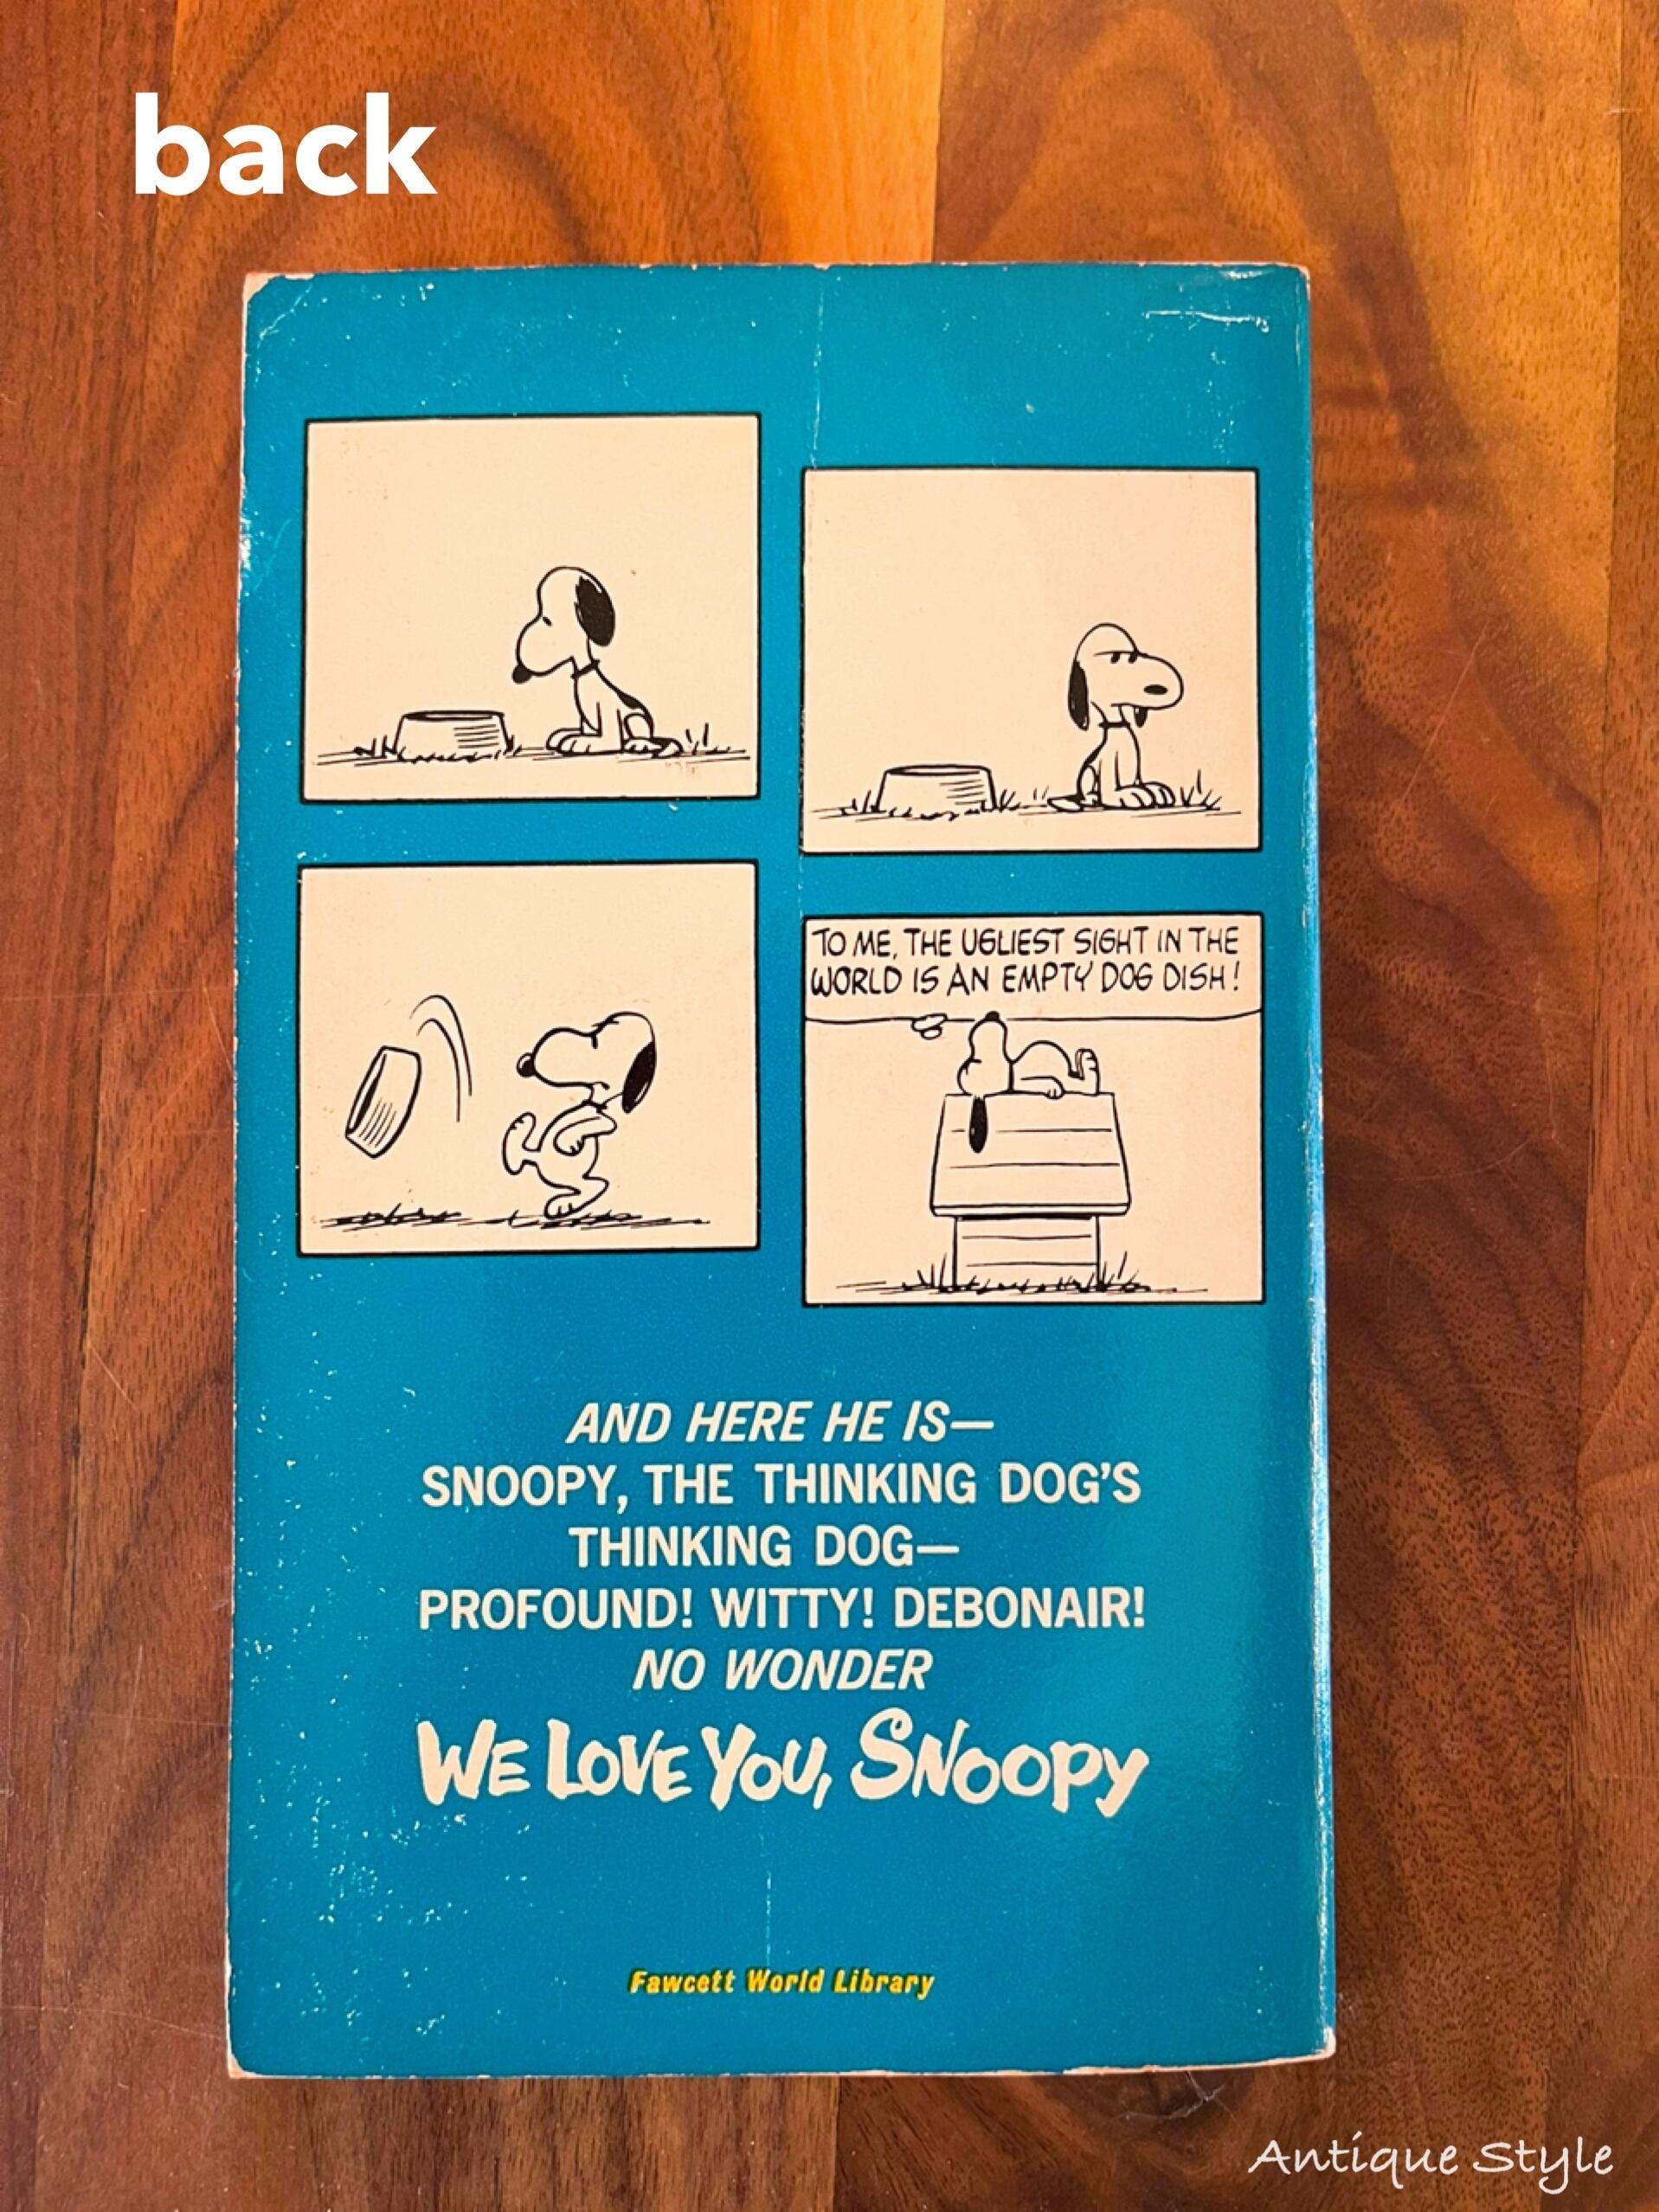 back
TO ME, THE UGLIEST SIGHT IN THE
WORLD IS AN EMPTY DOG DISH!
AND HERE HE IS—
SNOOPY, THE THINKING DOG'S
THINKING DOG—
PROFOUND! WITTY! DEBONAIR!
NO WONDER
WE LOVE YOU, SNOOPY
Fawcett World Library
Antique Style